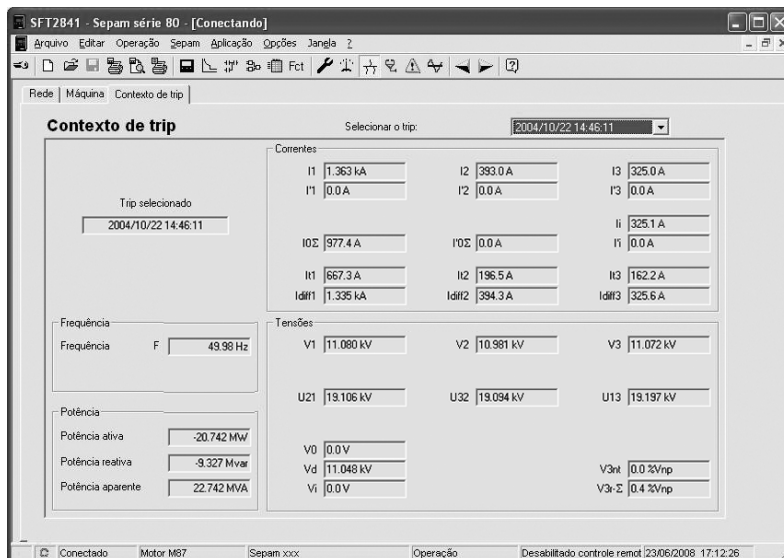 SFT2841 - Sepam série 80 - [Conectando]
Arquivo Editar Operação Sepam Aplicação Opções Janela ?
Fct
Rede Máquina Contexto de trip
Contexto de trip Selecionar o trip: 2004/10/22 14:46:11
Correntes
I1 1.363 kA I2 393.0 A I3 325.0 A
I'1 0.0 A I'2 0.0 A I'3 0.0 A
Trip selecionado
2004/10/22 14:46:11
Ii 325.1 A
I0Σ 977.4 A I'0Σ 0.0 A I'i 0.0 A
It1 667.3 A It2 196.5 A It3 162.2 A
Idiff1 1.335 kA Idiff2 394.3 A Idiff3 325.6 A
Frequência
Frequência F 49.98 Hz
Tensões
V1 11.080 kV V2 10.981 kV V3 11.072 kV
U21 19.106 kV U32 19.094 kV U13 19.197 kV
Potência
Potência ativa -20.742 MW
Potência reativa -9.327 Mvar
Potência aparente 22.742 MVA
V0 0.0 V
Vd 11.048 kV V3nt 0.0 %Vnp
Vi 0.0 V V3r-Σ 0.4 %Vnp
Conectado Motor M87 Sepam xxx Operação Desabilitado controle remot 23/06/2008 17:12:26